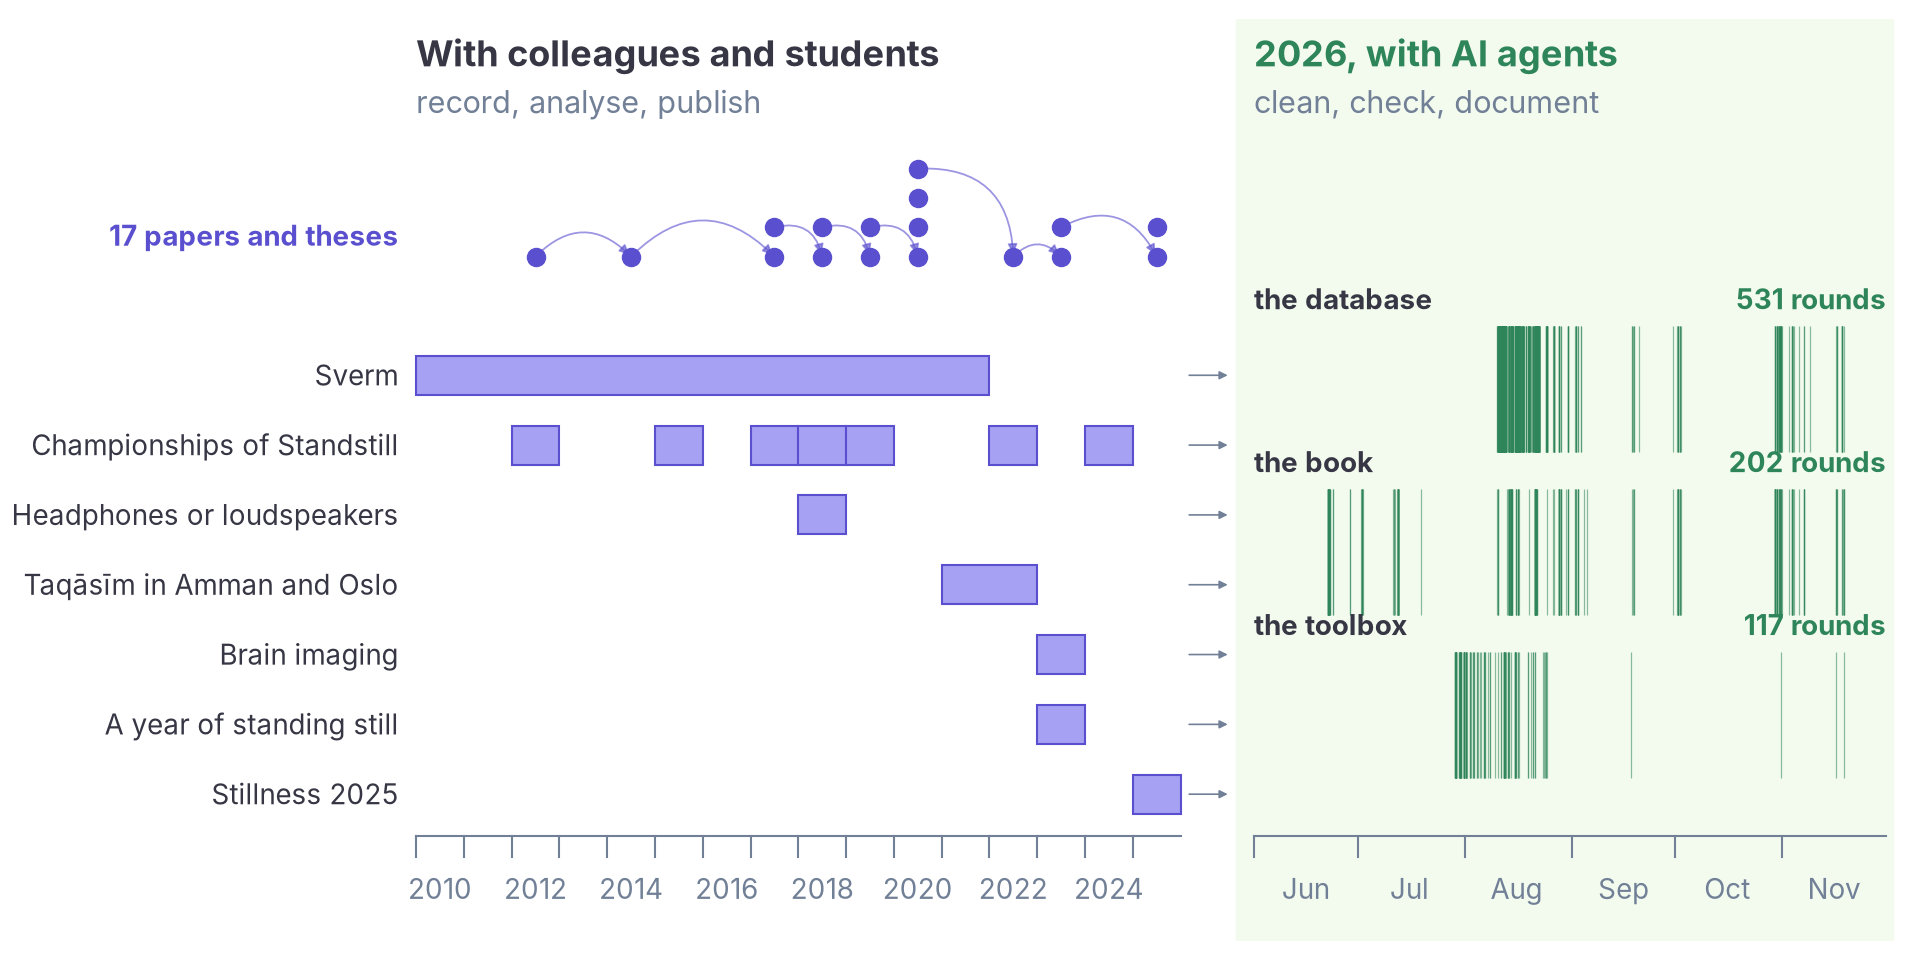 With colleagues and students
record, analyse, publish
2026, with AI agents
clean, check, document
17 papers and theses
the database
531 rounds
Sverm
Championships of Standstill
the book
202 rounds
Headphones or loudspeakers
Taqāsīm in Amman and Oslo
the toolbox
117 rounds
Brain imaging
A year of standing still
Stillness 2025
2010 2012 2014 2016 2018 2020 2022 2024
Jun Jul Aug Sep Oct Nov